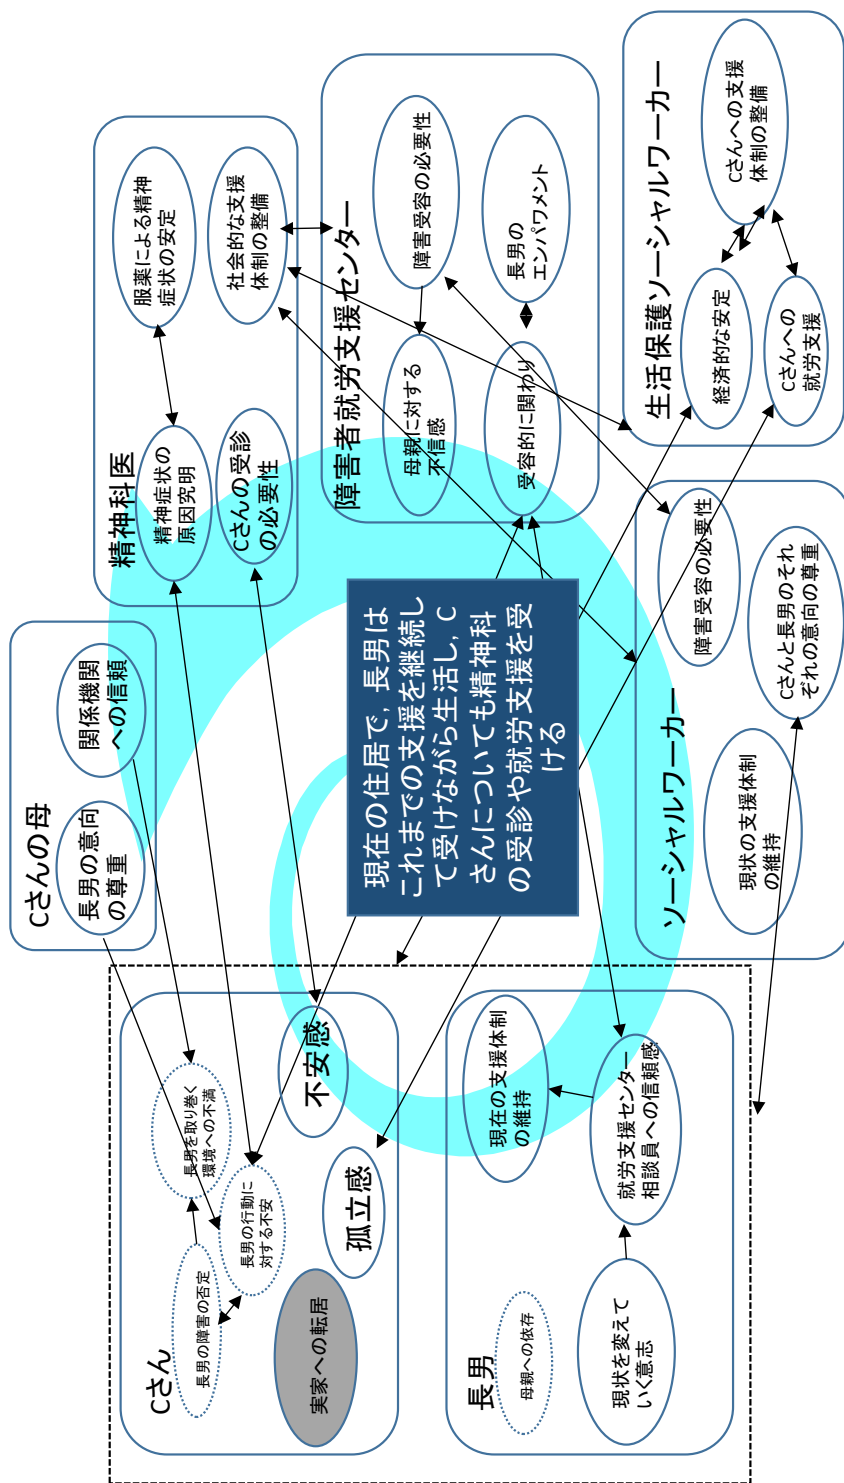 Cさん
長男の障害の否定
長男を取り巻く
環境への不満
長男の行動に
対する不安
実家への転居
孤立感
不安感
Cさんの母
長男の意向
の尊重
関係機関
への信頼
精神科医
精神症状の
原因究明
服薬による精神
症状の安定
Cさんの受診
の必要性
社会的な支援
体制の整備
現在の住居で，長男は
これまでの支援を継続し
て受けながら生活し，C
さんについても精神科
の受診や就労支援を受
ける
長男
母親への依存
現状を変えて
いく意志
現在の支援体制
の維持
就労支援センター
相談員への信頼感
障害者就労支援センター
母親に対する
不信感
障害受容の必要性
受容的に関わり
長男の
エンパワメント
ソーシャルワーカー
現状の支援体制
の維持
障害受容の必要性
Cさんと長男のそれ
ぞれの意向の尊重
生活保護ソーシャルワーカー
経済的な安定
Cさんへの支援
体制の整備
Cさんへの
就労支援